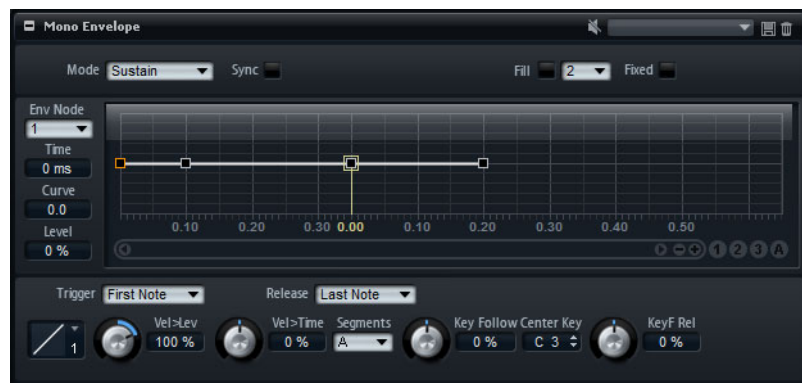 Mono Envelope
Mode Sustain Sync Fill 2 Fixed
Env Node
1
Time
0 ms
Curve
0.0
Level
0 %
0.10 0.20 0.30 0.00 0.10 0.20 0.30 0.40 0.50
1 2 3 A
Trigger First Note Release Last Note
1
Vel>Lev
100 %
Vel>Time
0 %
Segments
A
Key Follow
0 %
Center Key
C 3
KeyF Rel
0 %